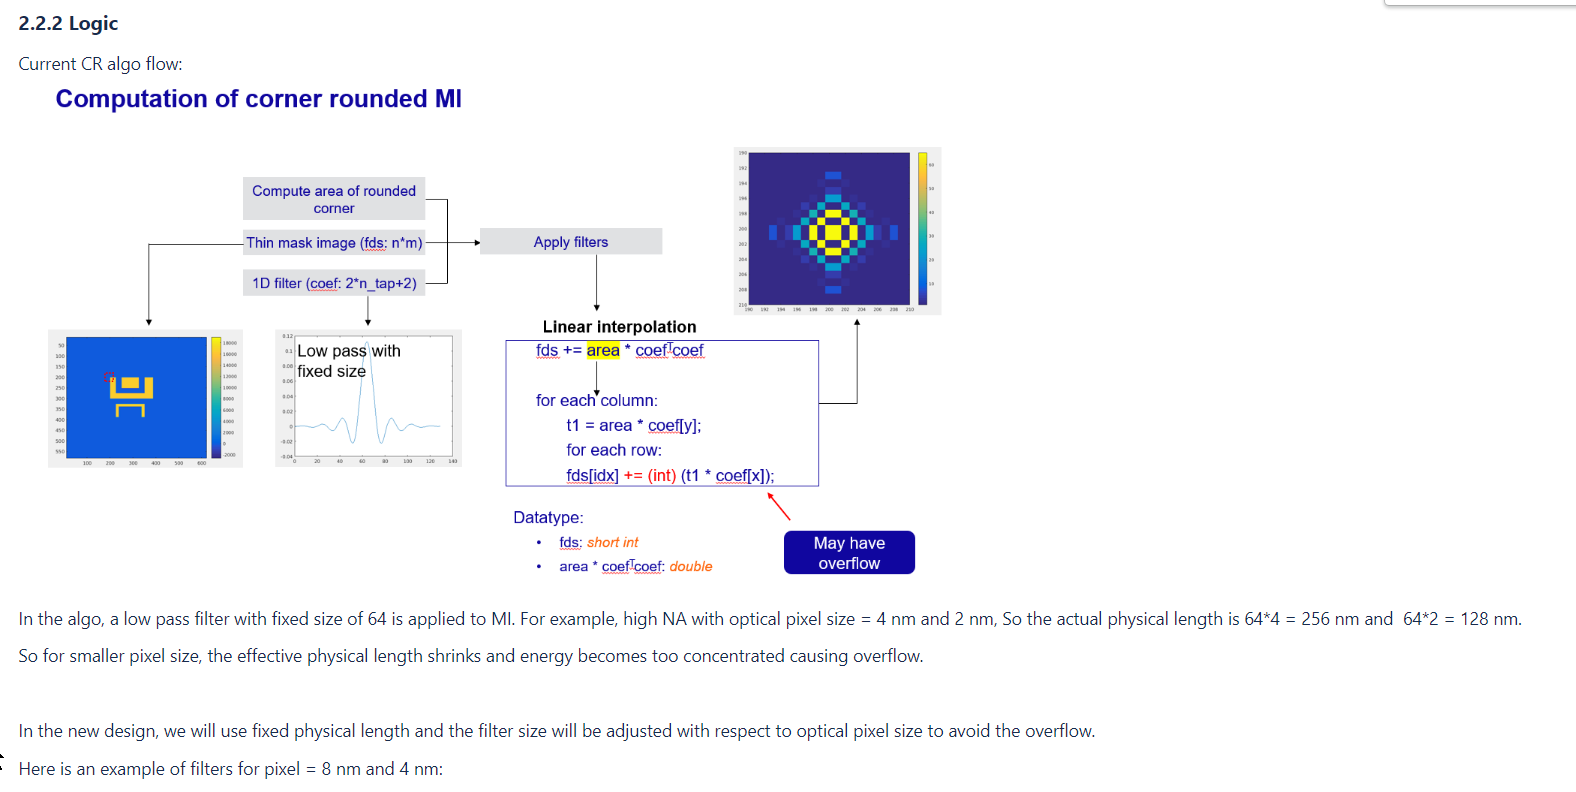 2.2.2 Logic
Current CR algo flow:
Computation of corner rounded MI
Compute area of rounded
corner
Thin mask image (fds: n*m)
1D filter (coef: 2*n_tap+2)
Apply filters
Low pass with
fixed size
Linear interpolation
fds += area * coefᵀcoef
for each column:
t1 = area * coef[y];
for each row:
fds[idx] += (int) (t1 * coef[x]);
Datatype:
• fds: short int
• area * coefᵀcoef: double
May have
overflow
In the algo, a low pass filter with fixed size of 64 is applied to MI. For example, high NA with optical pixel size = 4 nm and 2 nm, So the actual physical length is 64*4 = 256 nm and 64*2 = 128 nm.
So for smaller pixel size, the effective physical length shrinks and energy becomes too concentrated causing overflow.
In the new design, we will use fixed physical length and the filter size will be adjusted with respect to optical pixel size to avoid the overflow.
Here is an example of filters for pixel = 8 nm and 4 nm: